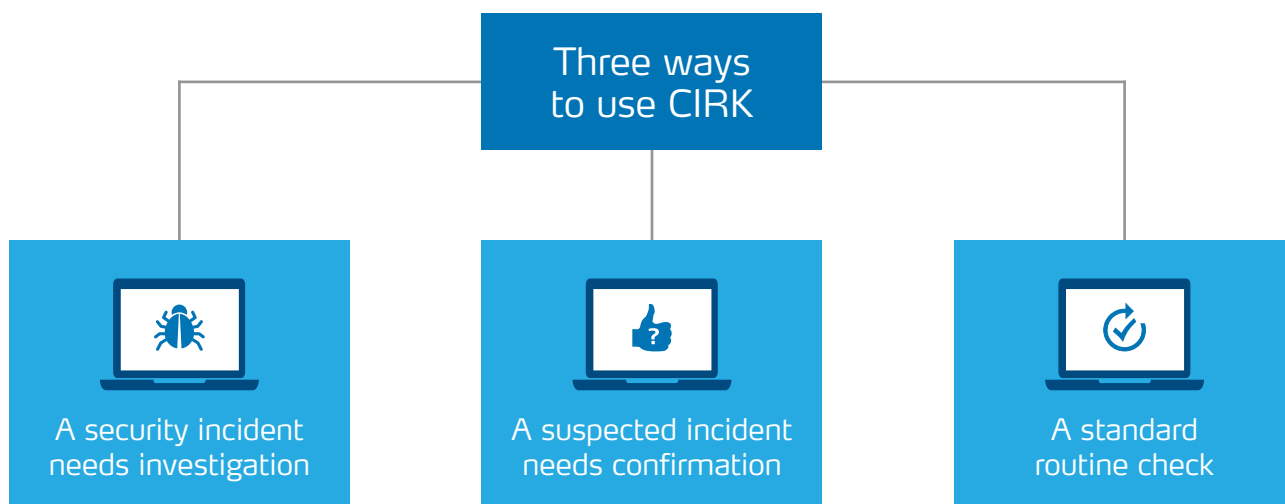 Three ways
to use CIRK
?
A security incident
needs investigation
A suspected incident
needs confirmation
A standard
routine check